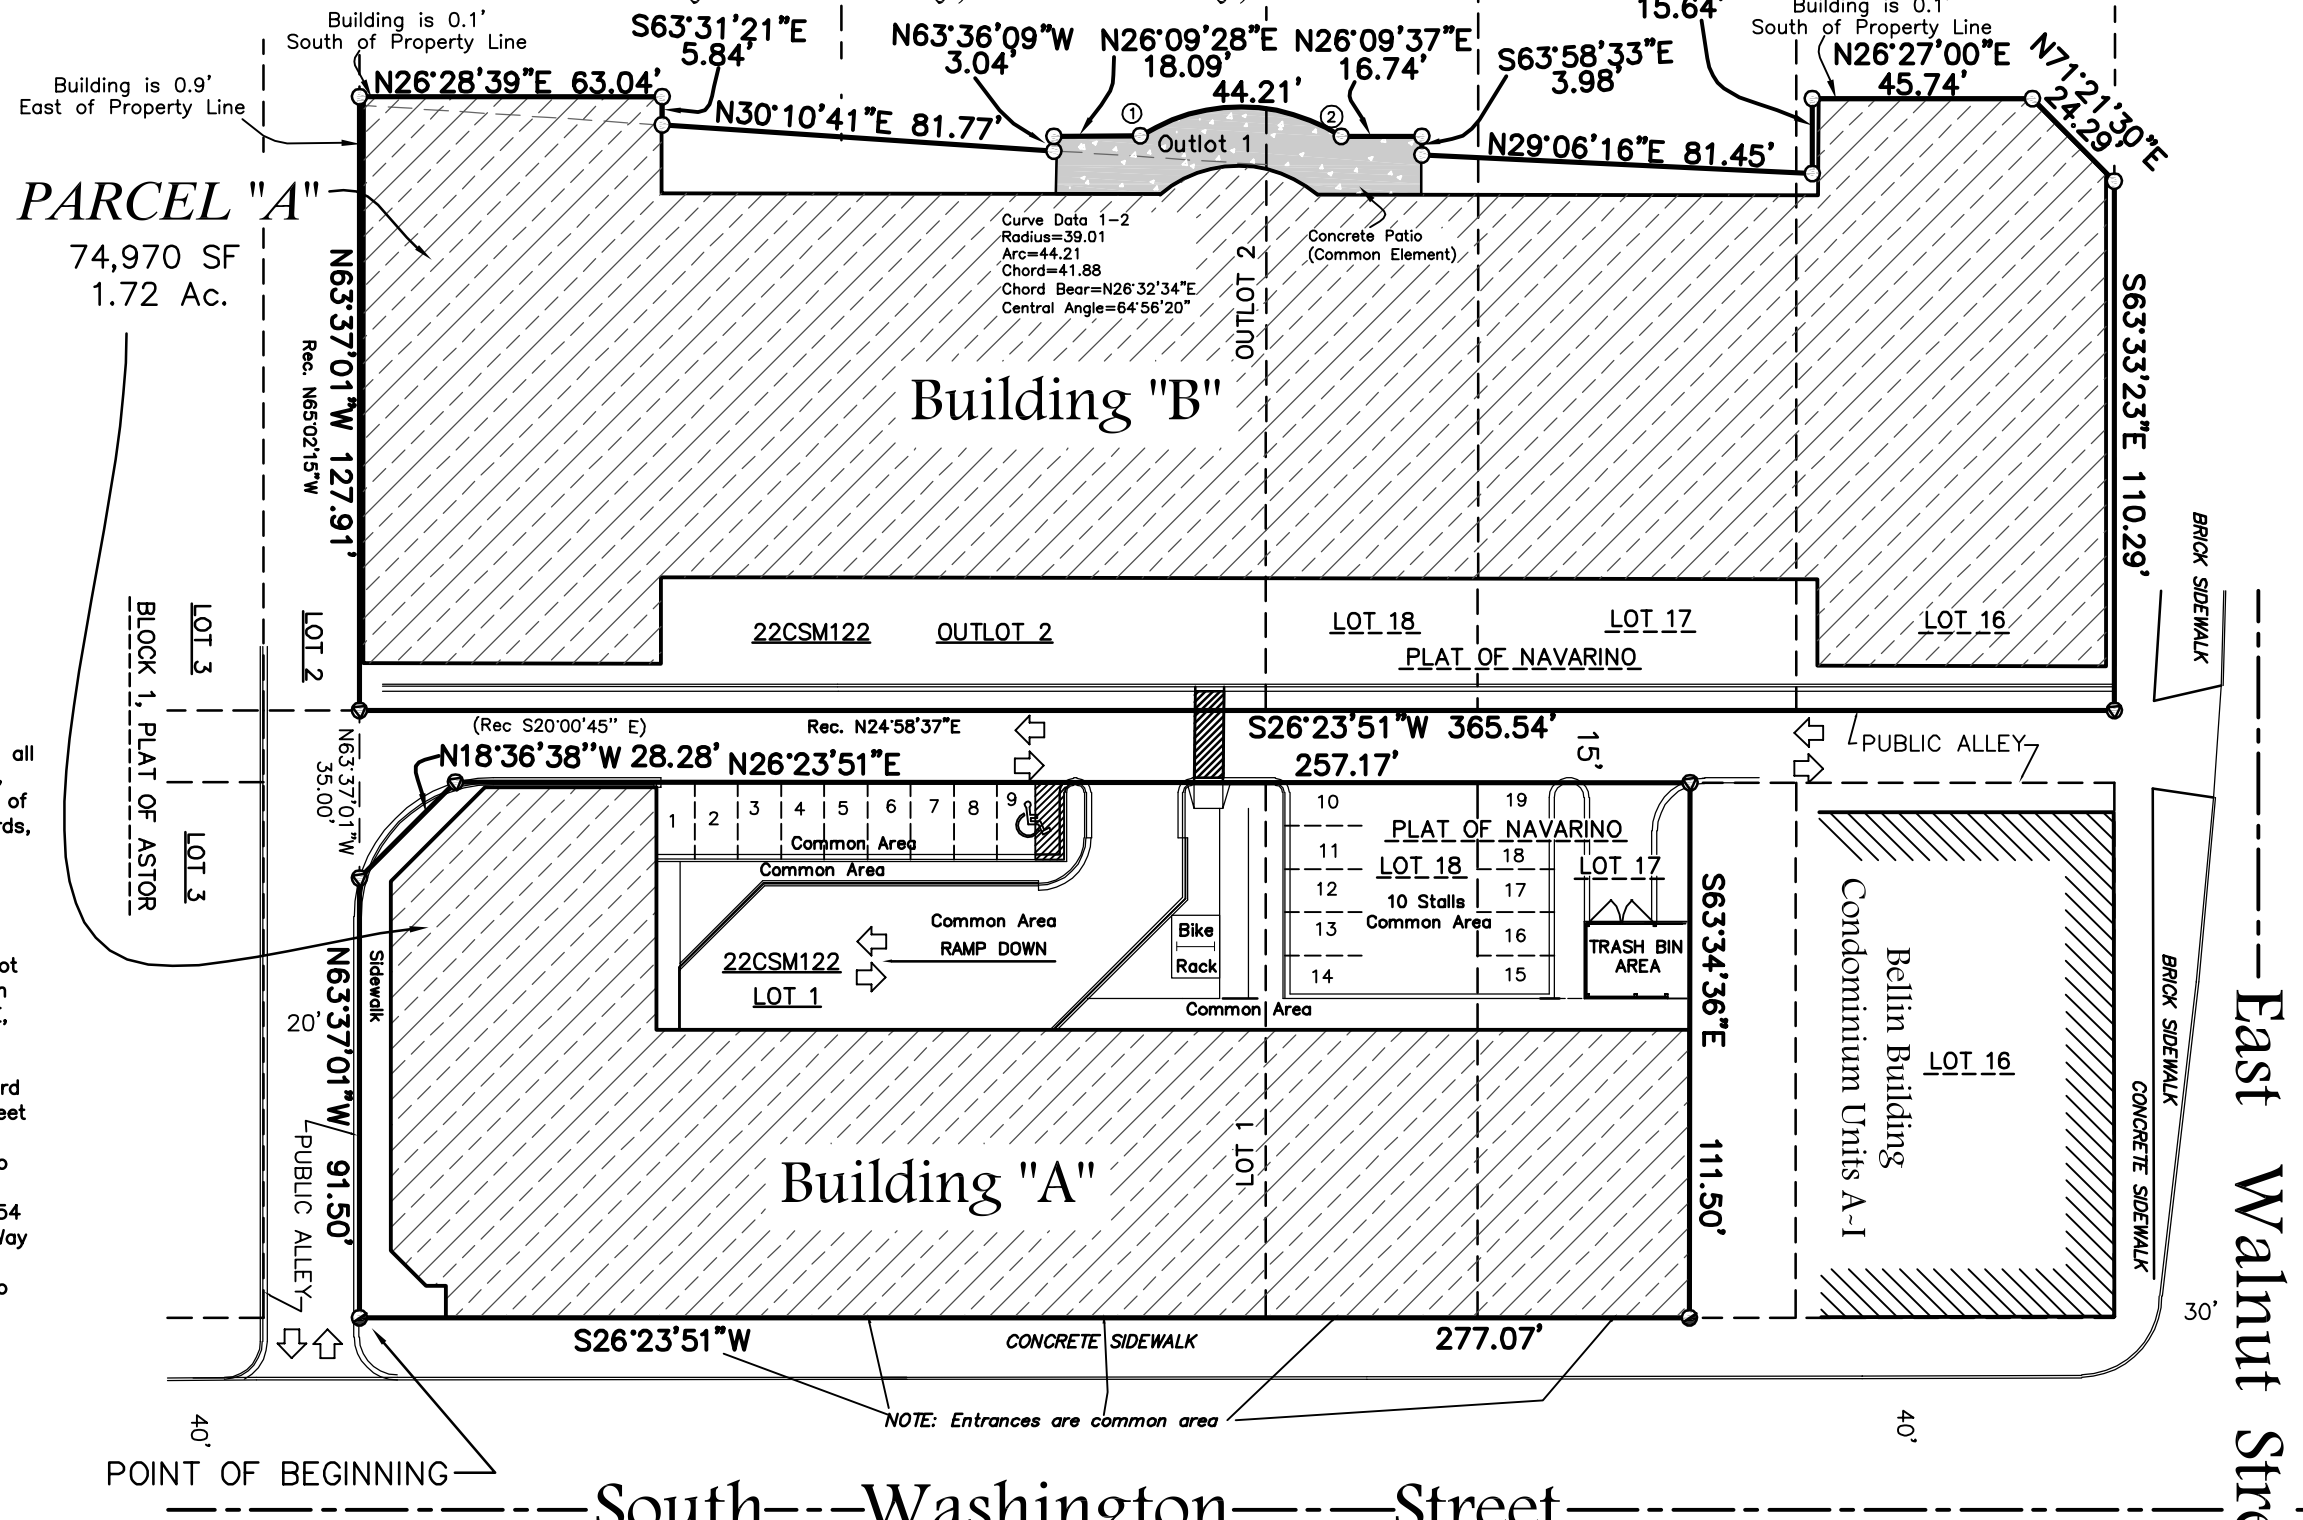 Building is 0.1'
South of Property Line
Building is 0.9'
East of Property Line
N26°28'39"E 63.04'
S63°31'21"E
5.84'
N30°10'41"E 81.77'
N63°36'09"W
3.04'
N26°09'28"E
18.09'
44.21'
N26°09'37"E
16.74'
S63°58'33"E
3.98'
15.64'
Building is 0.1'
South of Property Line
N26°27'00"E
45.74'
N71°21'30"E
24.29'
N29°06'16"E 81.45'
1
2
Outlot 1
PARCEL "A"
74,970 SF
1.72 Ac.
Curve Data 1-2
Radius=39.01
Arc=44.21
Chord=41.88
Chord Bear=N26°32'34"E
Central Angle=64°56'20"
Concrete Patio
(Common Element)
OUTLOT 2
N63°37'01"W 127.91'
Rec. N65°02'15"W
S63°33'23"E 110.29'
Building "B"
BRICK SIDEWALK
LOT 3
LOT 2
BLOCK 1, PLAT OF ASTOR
LOT 3
22CSM122
OUTLOT 2
LOT 18
LOT 17
LOT 16
PLAT OF NAVARINO
(Rec S20°00'45" E)
Rec. N24°58'37"E
S26°23'51"W 365.54'
N18°36'38"W 28.28'
N26°23'51"E
257.17'
15'
PUBLIC ALLEY
N63°37'01"W
35.00'
1
2
3
4
5
6
7
8
9
Common Area
Common Area
10
11
12
13
14
19
18
17
16
15
PLAT OF NAVARINO
LOT 18
LOT 17
10 Stalls
Common Area
Common Area
RAMP DOWN
22CSM122
LOT 1
Bike
Rack
TRASH BIN
AREA
Common Area
S63°34'36"E 111.50'
Sidewalk
20'
N63°37'01"W 91.50'
PUBLIC ALLEY
Building "A"
LOT 1
Bellin Building
Condominium Units A~I
LOT 16
BRICK SIDEWALK
CONCRETE SIDEWALK
30'
East Walnut Stre
all
of
rds,
ot
rd
eet
54
Way
S26°23'51"W
CONCRETE SIDEWALK
277.07'
NOTE: Entrances are common area
40'
40'
POINT OF BEGINNING
South Washington Street